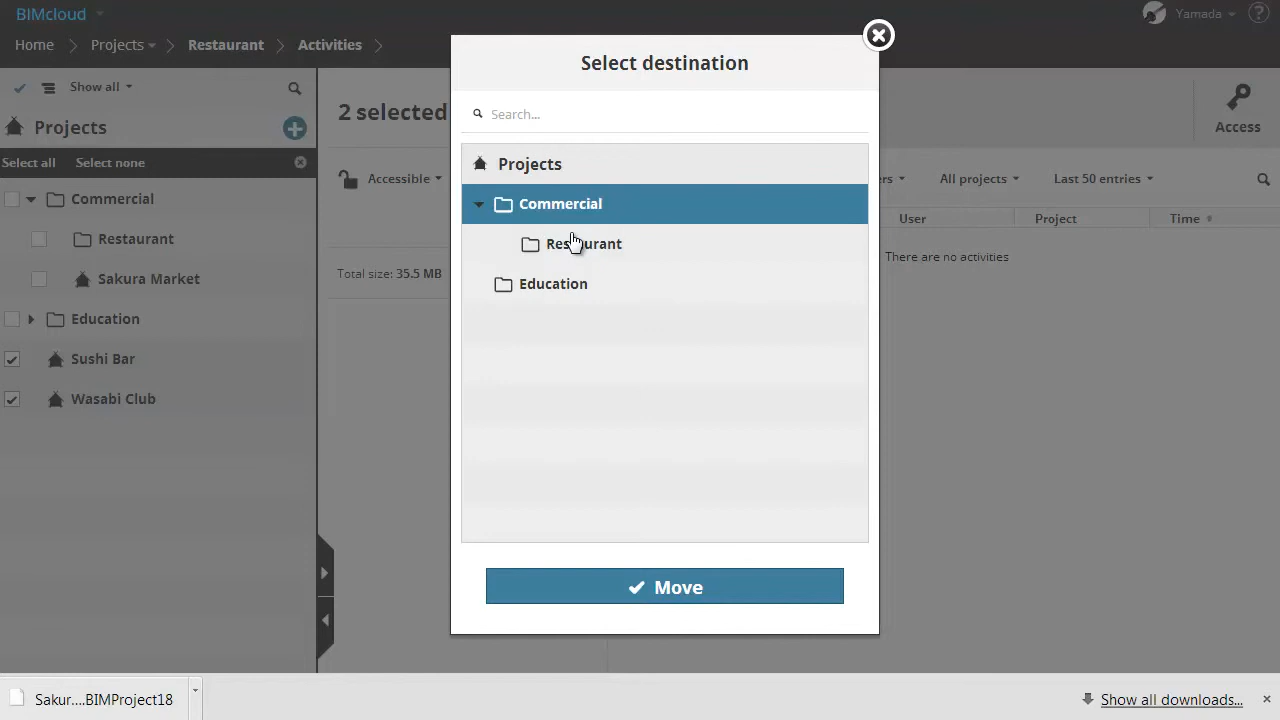 BIMcloud
Yamada
Home Projects Restaurant Activities
Show all
Projects
Select all Select none
Commercial
Restaurant
Sakura Market
Education
Sushi Bar
Wasabi Club
2 selected
Access
Accessible
All projects Last 50 entries
User Project Time
There are no activities
Total size: 35.5 MB
Select destination
Search...
Projects
Commercial
Restaurant
Education
Move
Sakur....BIMProject18
Show all downloads...